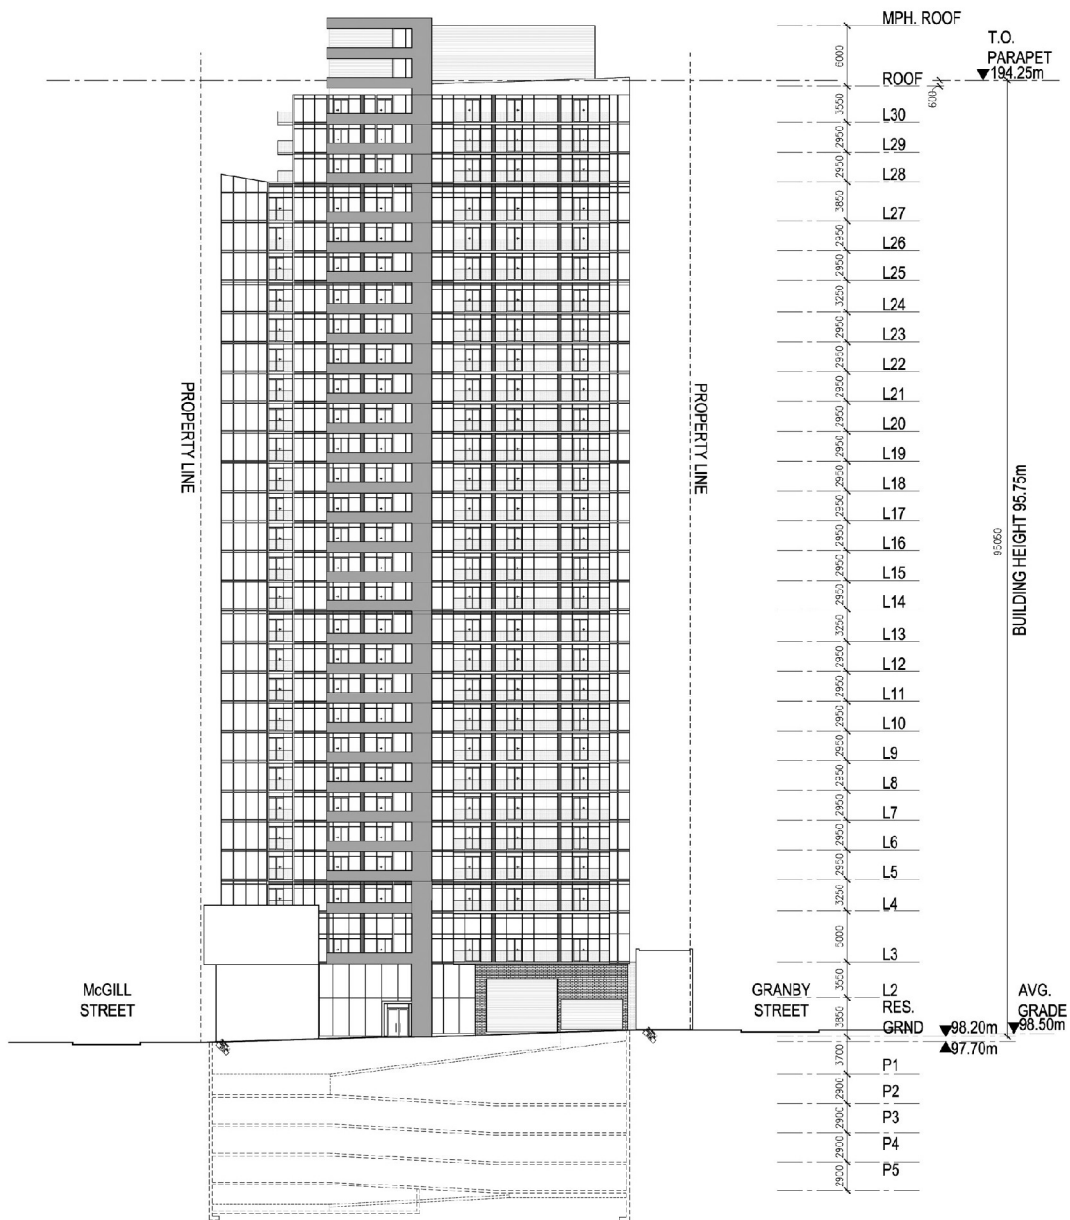 MPH. ROOF
T.O.
PARAPET
194.25m
6000
ROOF
600
3550
L30
2950
L29
2950
L28
3850
L27
2950
L26
2950
L25
3250
L24
2950
L23
2950
L22
2950
L21
2950
L20
2950
L19
2950
L18
2950
L17
2950
L16
2950
L15
2950
L14
3250
L13
2950
L12
2950
L11
2950
L10
2950
L9
2950
L8
2950
L7
2950
L6
2950
L5
3250
L4
5000
L3
3550
L2
3850
RES.
GRND
98.20m
97.70m
AVG.
GRADE
98.50m
3700
P1
2900
P2
2900
P3
2900
P4
2900
P5
95050
BUILDING HEIGHT 95.75m
PROPERTY LINE
PROPERTY LINE
McGILL
STREET
GRANBY
STREET